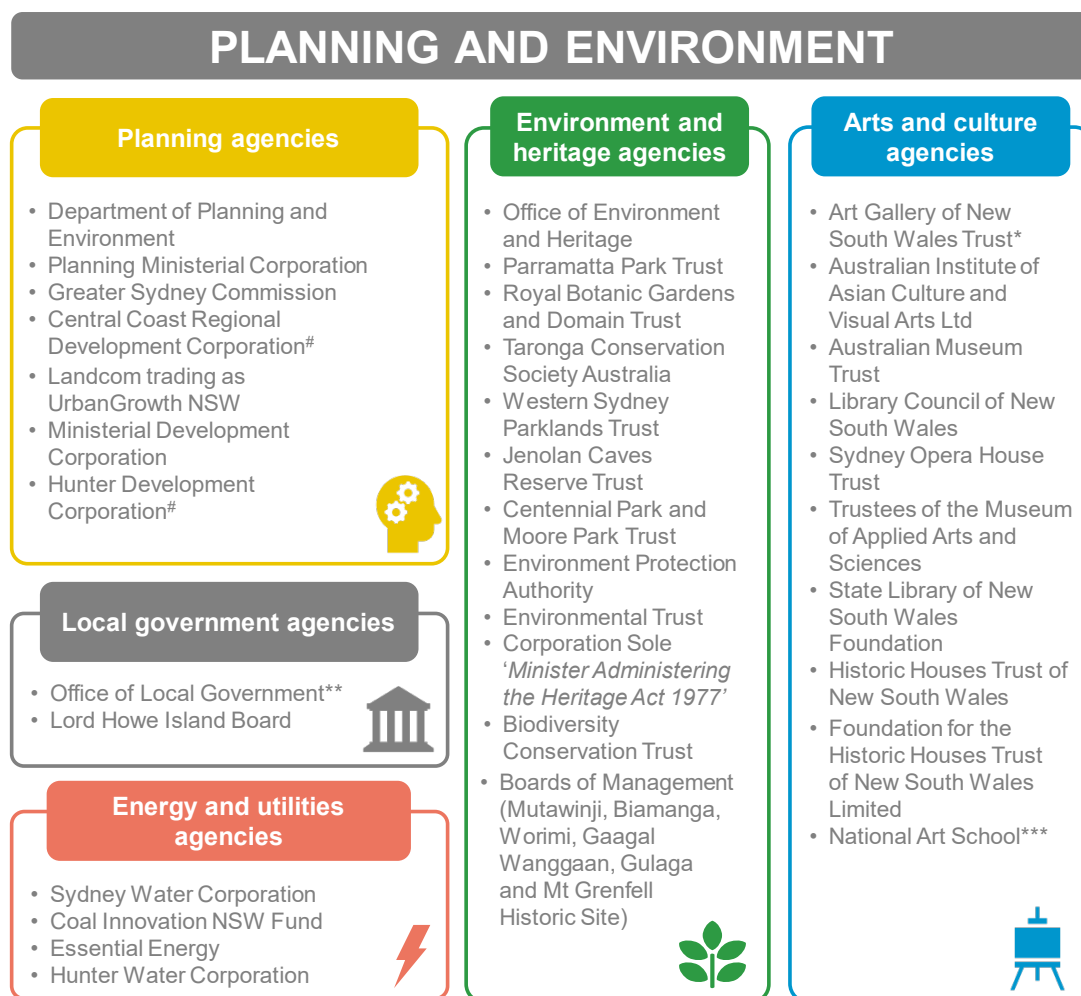 PLANNING AND ENVIRONMENT
Planning agencies
• Department of Planning and
Environment
• Planning Ministerial Corporation
• Greater Sydney Commission
• Central Coast Regional
Development Corporation#
• Landcom trading as
UrbanGrowth NSW
• Ministerial Development
Corporation
• Hunter Development
Corporation#
Local government agencies
• Office of Local Government**
• Lord Howe Island Board
Energy and utilities
agencies
• Sydney Water Corporation
• Coal Innovation NSW Fund
• Essential Energy
• Hunter Water Corporation
Environment and
heritage agencies
• Office of Environment
and Heritage
• Parramatta Park Trust
• Royal Botanic Gardens
and Domain Trust
• Taronga Conservation
Society Australia
• Western Sydney
Parklands Trust
• Jenolan Caves
Reserve Trust
• Centennial Park and
Moore Park Trust
• Environment Protection
Authority
• Environmental Trust
• Corporation Sole
‘Minister Administering
the Heritage Act 1977’
• Biodiversity
Conservation Trust
• Boards of Management
(Mutawinji, Biamanga,
Worimi, Gaagal
Wanggaan, Gulaga
and Mt Grenfell
Historic Site)
Arts and culture
agencies
• Art Gallery of New
South Wales Trust*
• Australian Institute of
Asian Culture and
Visual Arts Ltd
• Australian Museum
Trust
• Library Council of New
South Wales
• Sydney Opera House
Trust
• Trustees of the Museum
of Applied Arts and
Sciences
• State Library of New
South Wales
Foundation
• Historic Houses Trust of
New South Wales
• Foundation for the
Historic Houses Trust
of New South Wales
Limited
• National Art School***